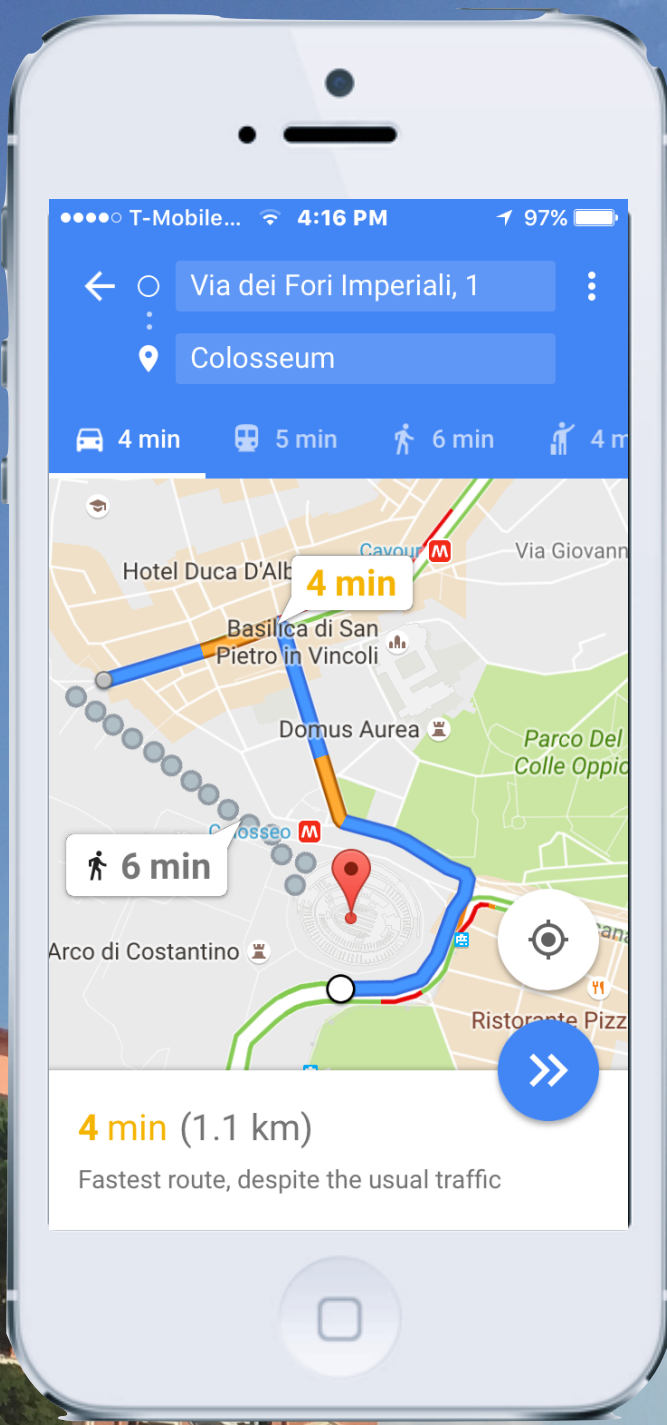 T-Mobile... 4:16 PM 97%
Via dei Fori Imperiali, 1
Colosseum
4 min 5 min 6 min 4 m
Cavour M
Via Giovann
Hotel Duca D'Alb
4 min
Basilica di San
Pietro in Vincoli
Domus Aurea
Parco Del
Colle Oppio
Colosseo M
6 min
Arco di Costantino
Ristorante Pizz
4 min (1.1 km)
Fastest route, despite the usual traffic